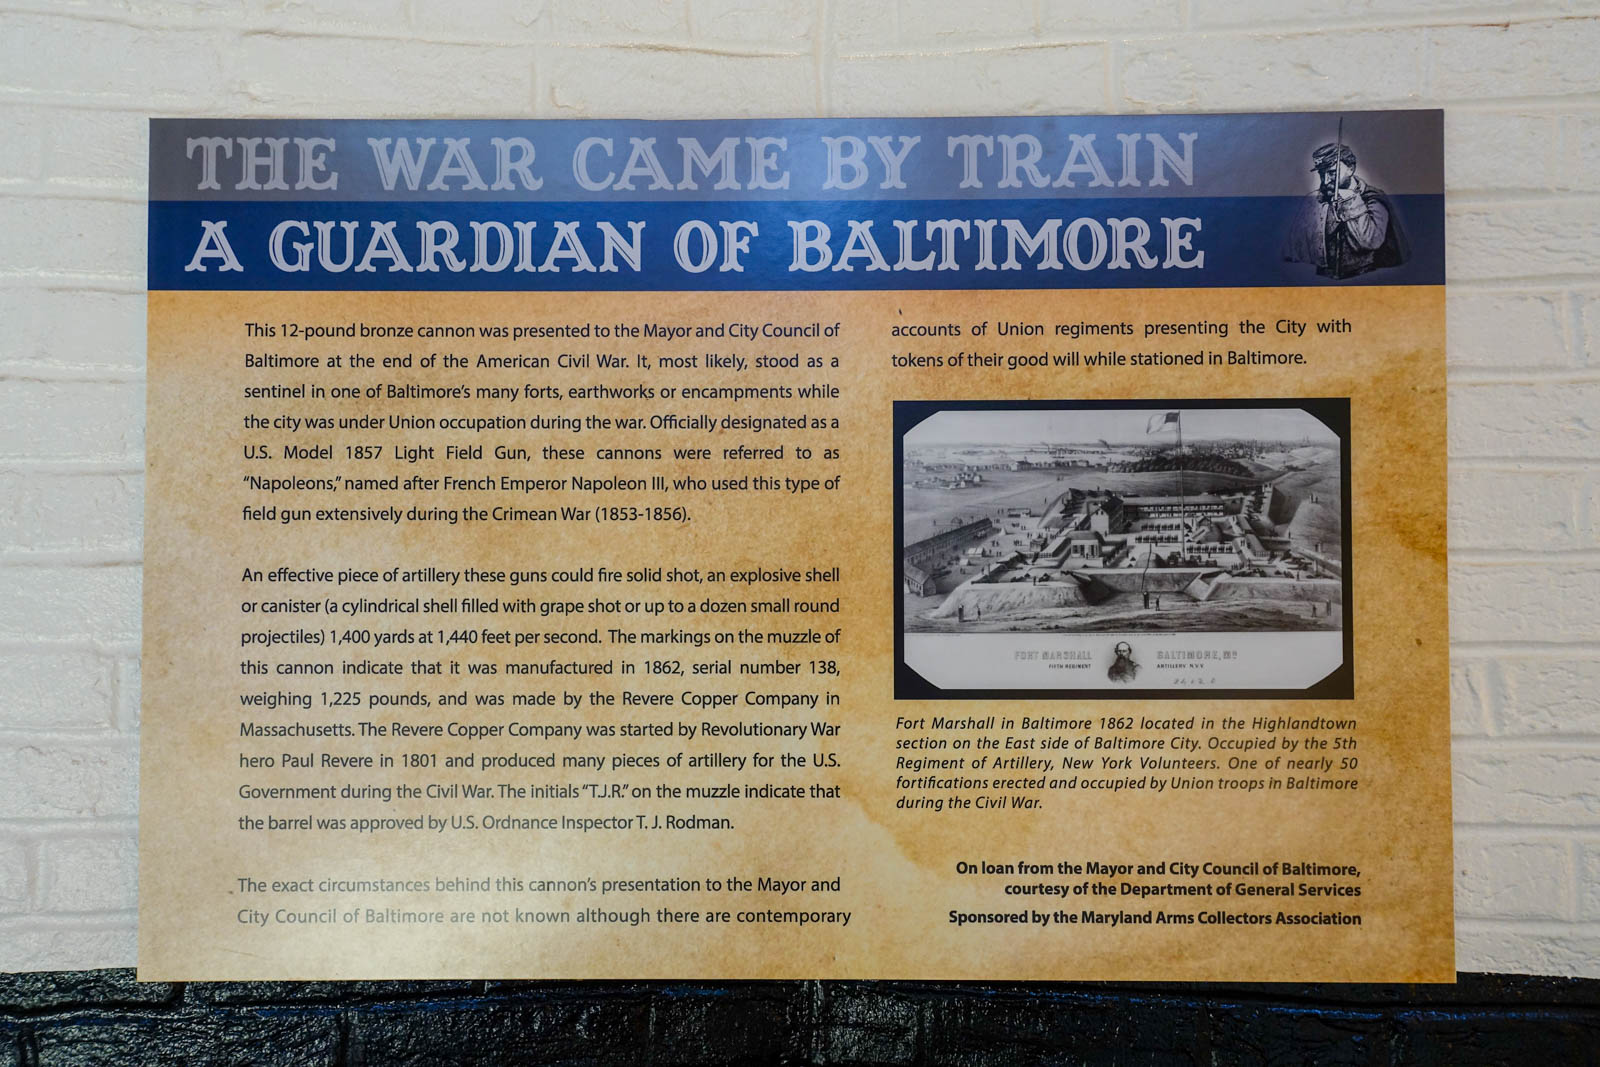 THE WAR CAME BY TRAIN
A GUARDIAN OF BALTIMORE
This 12-pound bronze cannon was presented to the Mayor and City Council of
Baltimore at the end of the American Civil War. It, most likely, stood as a
sentinel in one of Baltimore's many forts, earthworks or encampments while
the city was under Union occupation during the war. Officially designated as a
U.S. Model 1857 Light Field Gun, these cannons were referred to as
"Napoleons," named after French Emperor Napoleon III, who used this type of
field gun extensively during the Crimean War (1853-1856).
An effective piece of artillery these guns could fire solid shot, an explosive shell
or canister (a cylindrical shell filled with grape shot or up to a dozen small round
projectiles) 1,400 yards at 1,440 feet per second. The markings on the muzzle of
this cannon indicate that it was manufactured in 1862, serial number 138,
weighing 1,225 pounds, and was made by the Revere Copper Company in
Massachusetts. The Revere Copper Company was started by Revolutionary War
hero Paul Revere in 1801 and produced many pieces of artillery for the U.S.
Government during the Civil War. The initials "T.J.R." on the muzzle indicate that
the barrel was approved by U.S. Ordnance Inspector T. J. Rodman.
The exact circumstances behind this cannon's presentation to the Mayor and
City Council of Baltimore are not known although there are contemporary
accounts of Union regiments presenting the City with
tokens of their good will while stationed in Baltimore.
FORT MARSHALL BALTIMORE, MD
FIFTH REGIMENT ARTILLERY N.Y.V.
Fort Marshall in Baltimore 1862 located in the Highlandtown
section on the East side of Baltimore City. Occupied by the 5th
Regiment of Artillery, New York Volunteers. One of nearly 50
fortifications erected and occupied by Union troops in Baltimore
during the Civil War.
On loan from the Mayor and City Council of Baltimore,
courtesy of the Department of General Services
Sponsored by the Maryland Arms Collectors Association